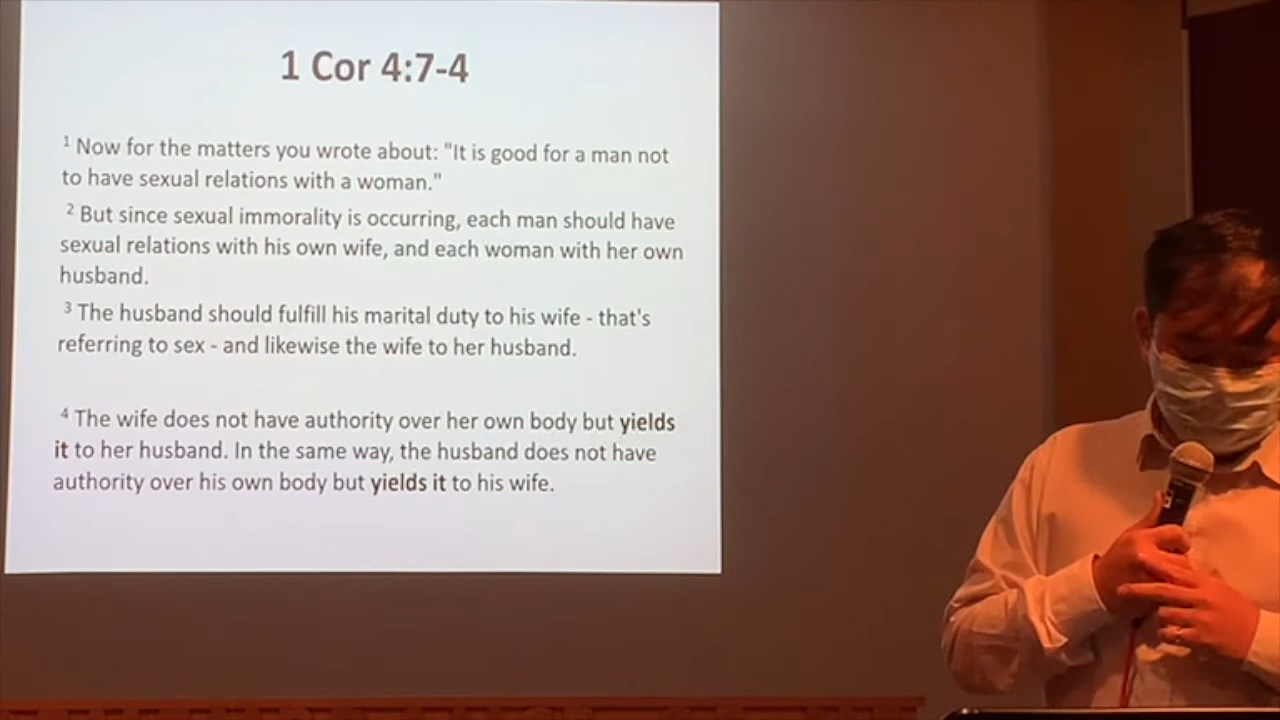 1 Cor 4:7-4
1 Now for the matters you wrote about: "It is good for a man not
to have sexual relations with a woman."
2 But since sexual immorality is occurring, each man should have
sexual relations with his own wife, and each woman with her own
husband.
3 The husband should fulfill his marital duty to his wife - that's
referring to sex - and likewise the wife to her husband.
4 The wife does not have authority over her own body but yields
it to her husband. In the same way, the husband does not have
authority over his own body but yields it to his wife.